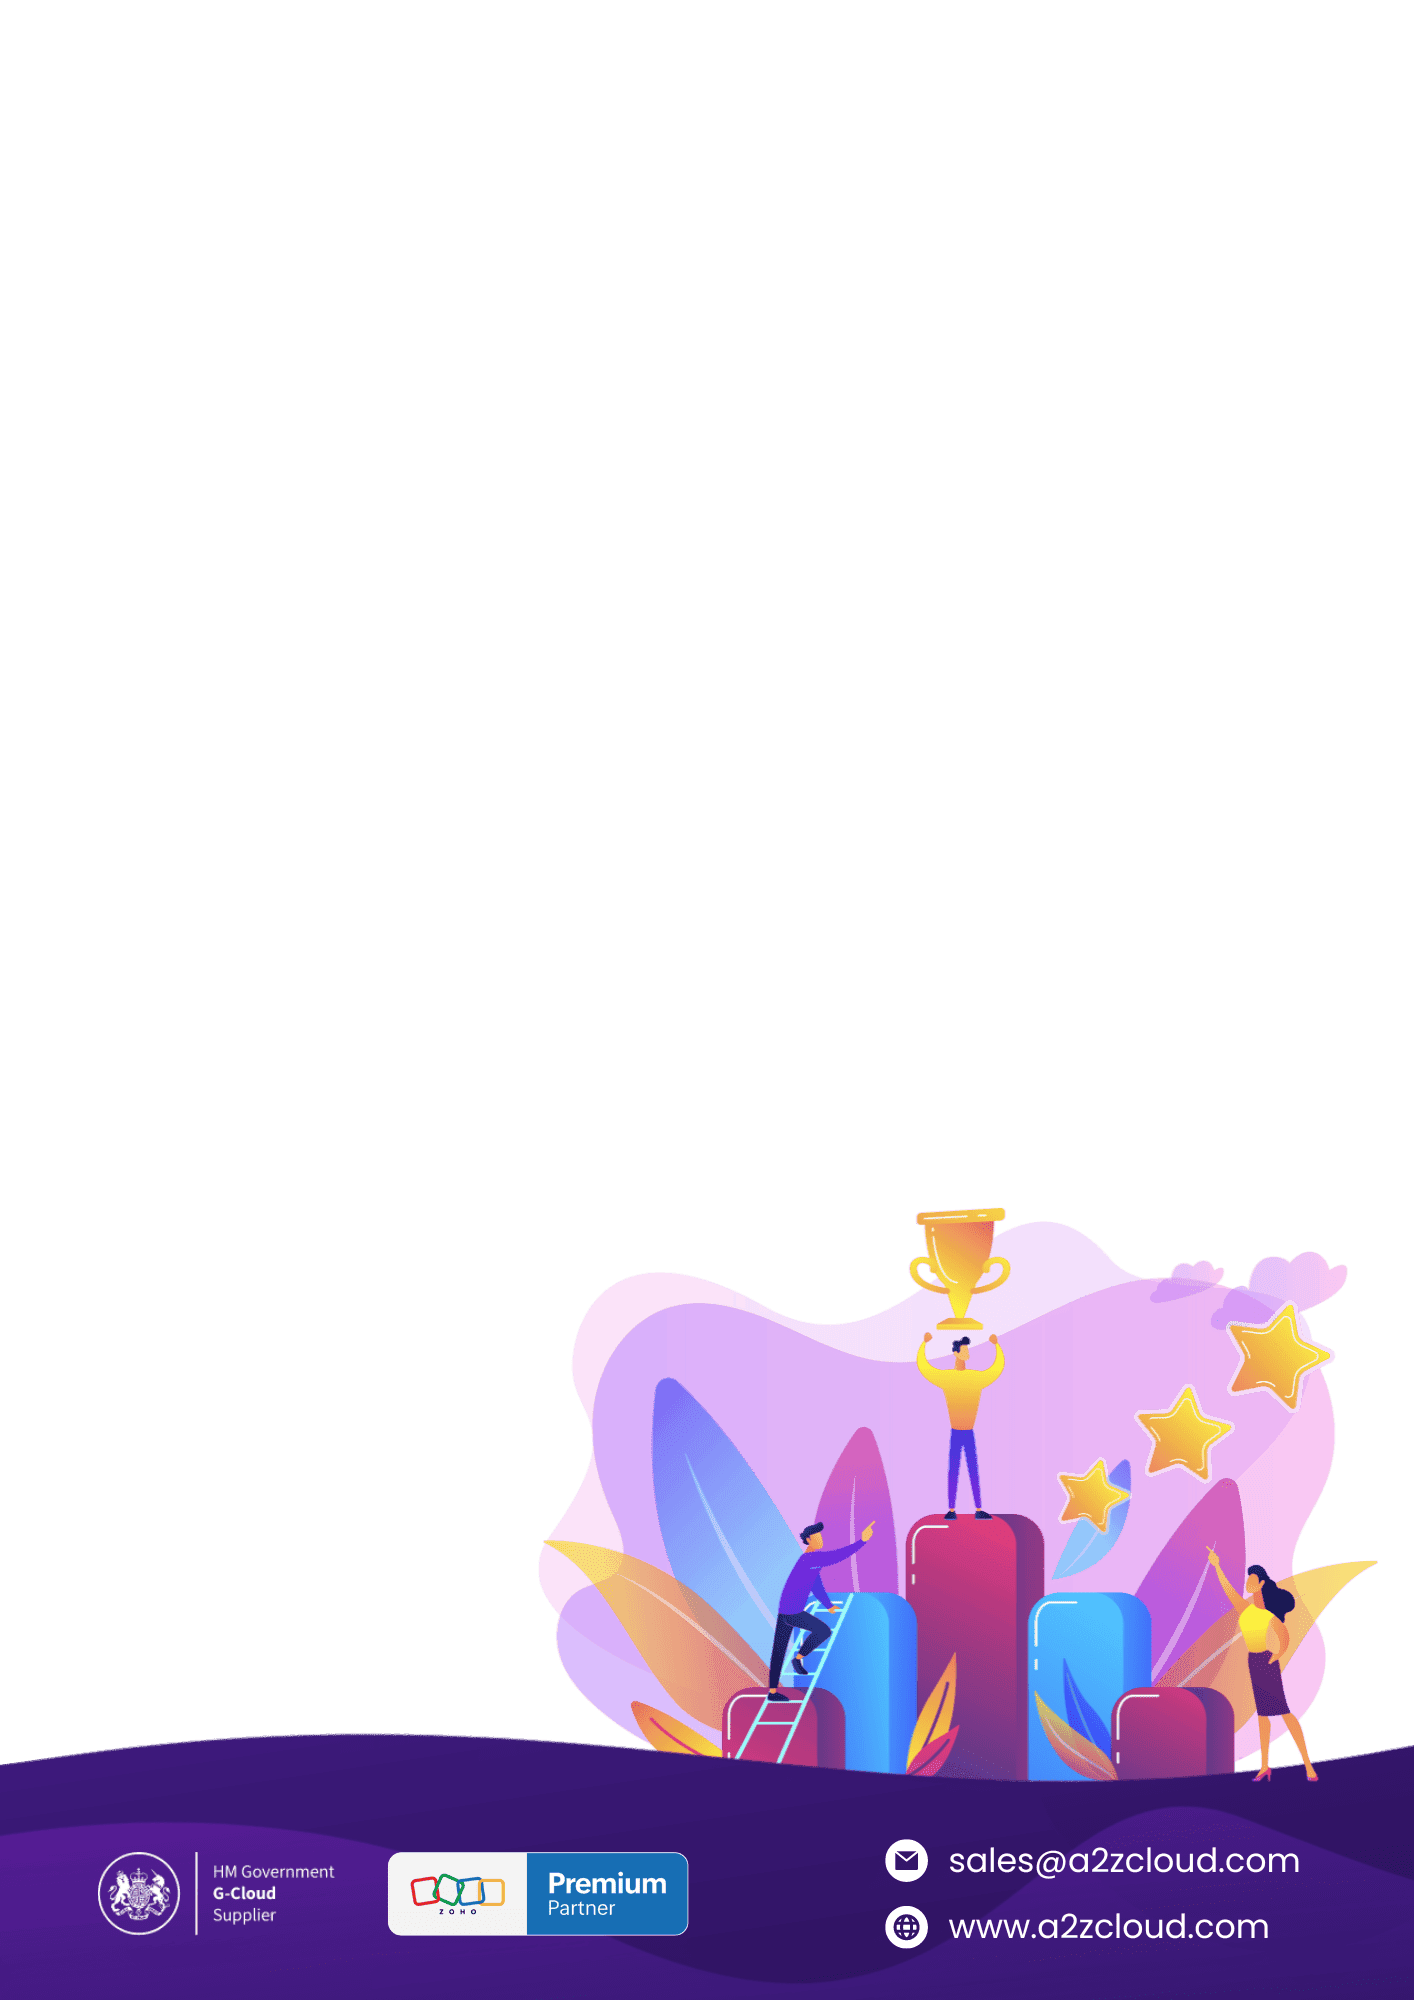 HM Government
G-Cloud
Supplier
ZOHO
Premium
Partner
sales@a2zcloud.com
www.a2zcloud.com